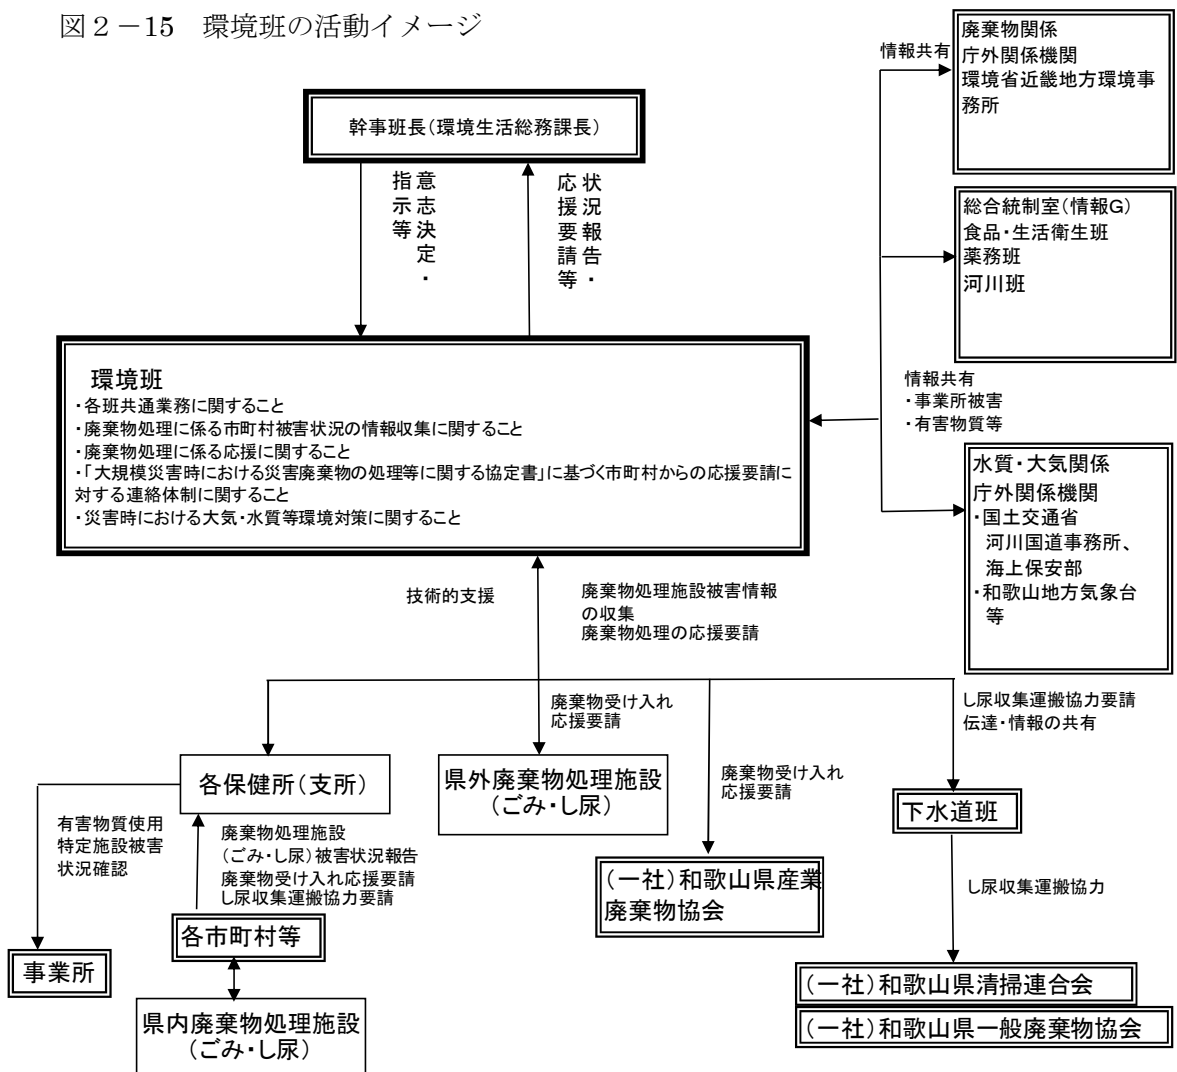 図２－15　環境班の活動イメージ
情報共有
廃棄物関係
庁外関係機関
環境省近畿地方環境事
務所
幹事班長（環境生活総務課長）
意志決定・
指示等
状況報告・
応援要請等
総合統制室（情報G）
食品・生活衛生班
薬務班
河川班
情報共有
・事業所被害
・有害物質等
環境班
・各班共通業務に関すること
・廃棄物処理に係る市町村被害状況の情報収集に関すること
・廃棄物処理に係る応援に関すること
・「大規模災害時における災害廃棄物の処理等に関する協定書」に基づく市町村からの応援要請に
対する連絡体制に関すること
・災害時における大気・水質等環境対策に関すること
水質・大気関係
庁外関係機関
・国土交通省
河川国道事務所、
海上保安部
・和歌山地方気象台
等
技術的支援
廃棄物処理施設被害情報
の収集
廃棄物処理の応援要請
廃棄物受け入れ
応援要請
し尿収集運搬協力要請
伝達・情報の共有
各保健所（支所）
県外廃棄物処理施設
（ごみ・し尿）
廃棄物受け入れ
応援要請
下水道班
有害物質使用
特定施設被害
状況確認
廃棄物処理施設
（ごみ・し尿）被害状況報告
廃棄物受け入れ応援要請
し尿収集運搬協力要請
（一社）和歌山県産業
廃棄物協会
し尿収集運搬協力
各市町村等
事業所
県内廃棄物処理施設
（ごみ・し尿）
（一社）和歌山県清掃連合会
（一社）和歌山県一般廃棄物協会